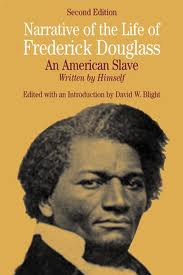 Second Edition
Narrative of the Life of
Frederick Douglass
An American Slave
Written by Himself
Edited with an Introduction by David W. Blight